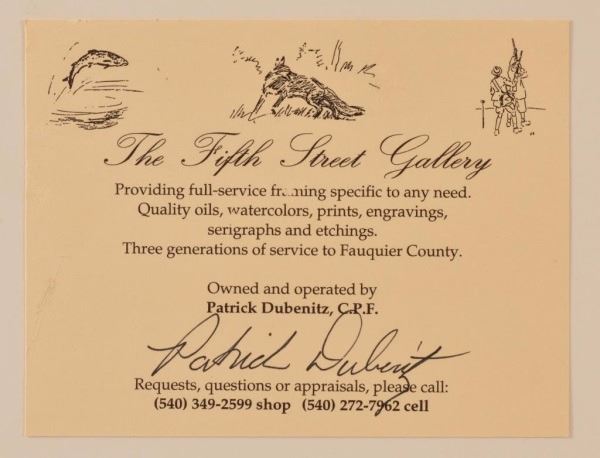 The Fifth Street Gallery
Providing full-service framing specific to any need.
Quality oils, watercolors, prints, engravings,
serigraphs and etchings.
Three generations of service to Fauquier County.
Owned and operated by
Patrick Dubenitz, C.P.F.
Patrick Dubenitz
Requests, questions or appraisals, please call:
(540) 349-2599 shop (540) 272-7962 cell